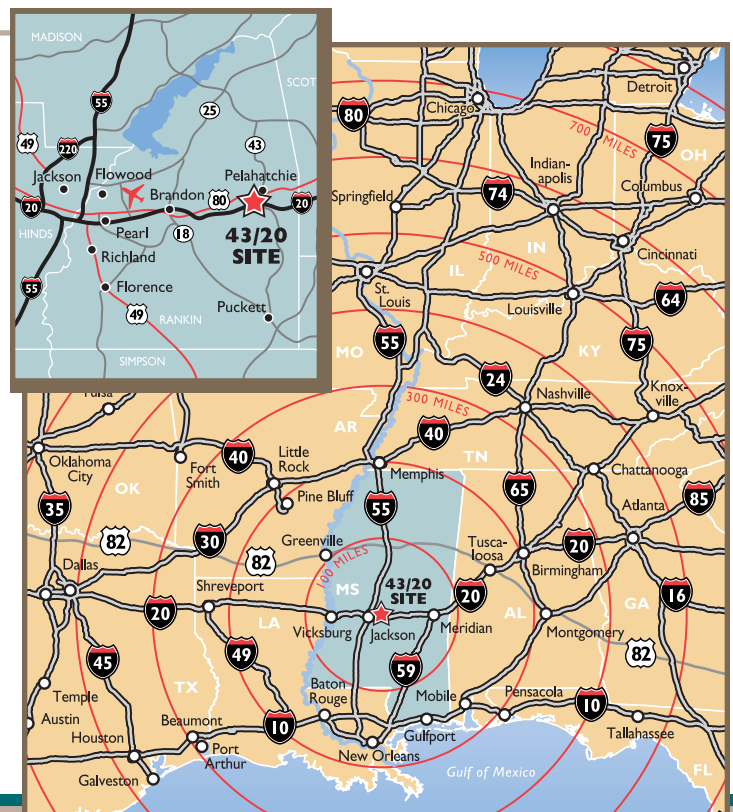 MADISON
SCOT
55
25
49
220
43
Jackson
Flowood
Pelahatchie
Brandon
80
20
20
HINDS
Pearl
18
43/20
SITE
Richland
55
Florence
49
RANKIN
Puckett
SIMPSON
Detroit
Chicago
80
700 MILES
75
OH
Indian-
apolis
Columbus
74
Springfield
IN
Cincinnati
IL
500 MILES
St.
Louis
Louisville
64
55
MO
75
KY
24
Knox-
ville
Nashville
300 MILES
Tulsa
AR
40
TN
Oklahoma
City
40
Little
Rock
Fort
Smith
Memphis
Chattanooga
OK
Pine Bluff
55
65
Atlanta
85
35
30
82
Greenville
Tusca-
loosa
20
82
100 MILES
Birmingham
Dallas
Shreveport
MS
43/20
SITE
20
20
LA
AL
GA
16
Vicksburg
Jackson
Meridian
Montgomery
49
82
45
59
TX
Baton
Rouge
Mobile
Pensacola
Temple
10
10
Austin
Beaumont
Gulfport
Tallahassee
Houston
Port
Arthur
New Orleans
Galveston
Gulf of Mexico
FL